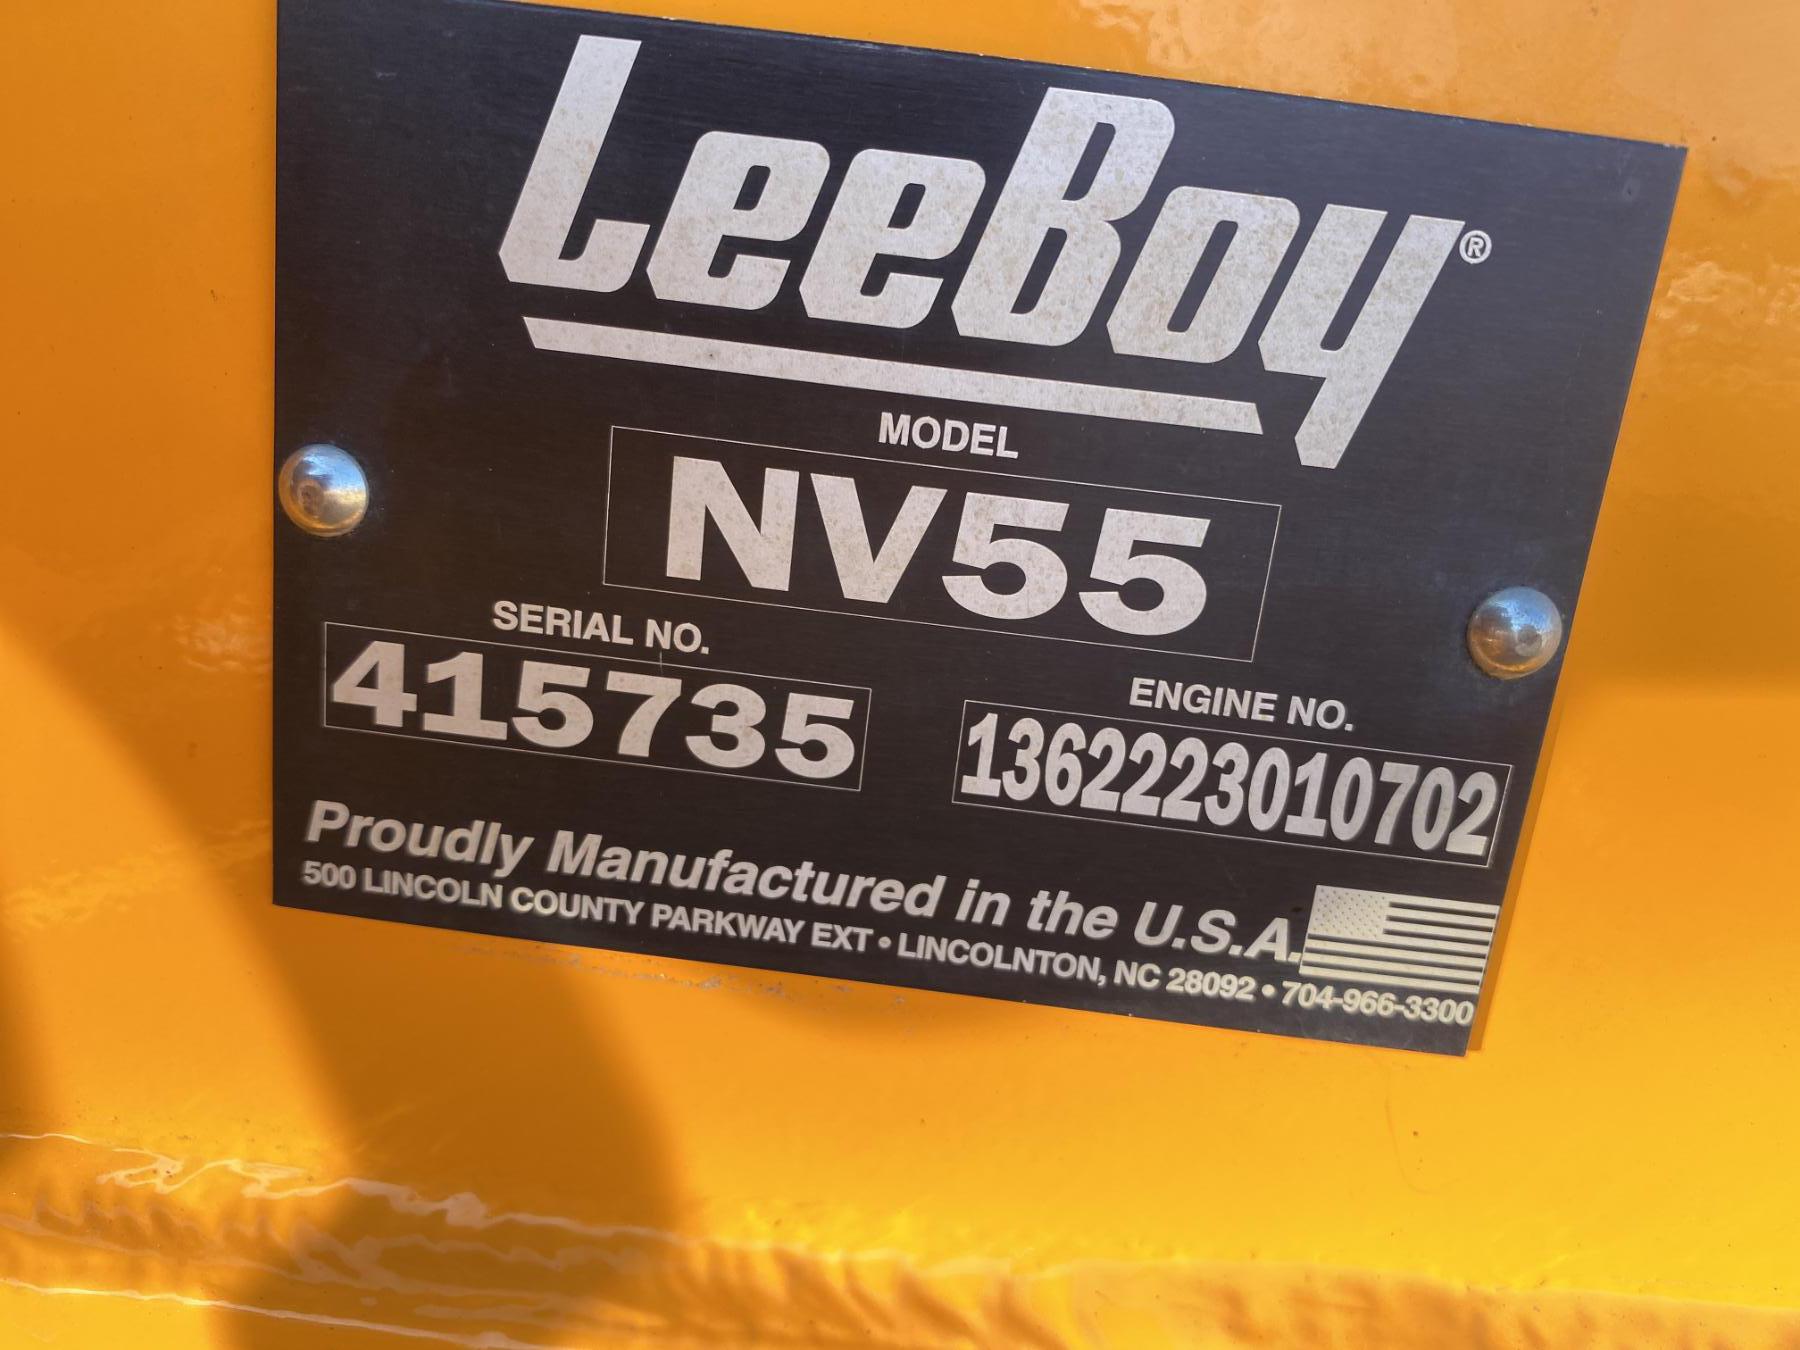 LeeBoy®
MODEL
NV55
SERIAL NO.
415735
ENGINE NO.
1362223010702
Proudly Manufactured in the U.S.A.
500 LINCOLN COUNTY PARKWAY EXT • LINCOLNTON, NC 28092 • 704-966-3300